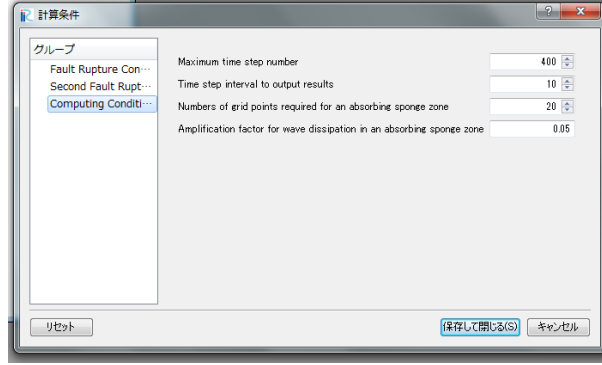 計算条件
グループ
Fault Rupture Con…
Second Fault Rupt…
Computing Conditi…
Maximum time step number 400
Time step interval to output results 10
Numbers of grid points required for an absorbing sponge zone 20
Amplification factor for wave dissipation in an absorbing sponge zone 0.05
リセット 保存して閉じる(S) キャンセル